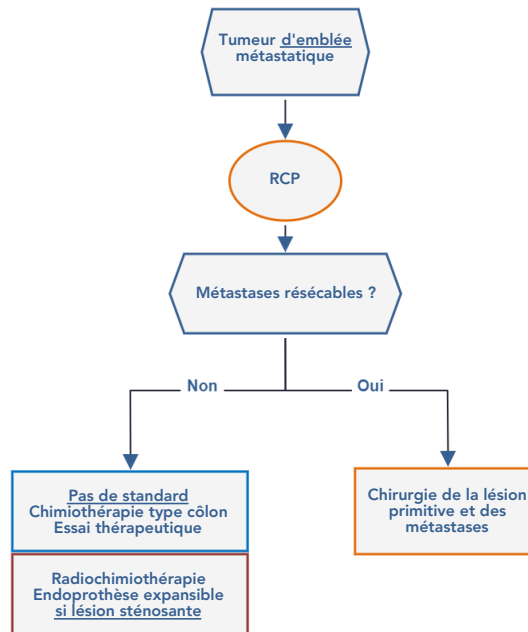 Tumeur d'emblée
métastatique
RCP
Métastases résécables ?
Non
Oui
Pas de standard
Chimiothérapie type côlon
Essai thérapeutique
Chirurgie de la lésion
primitive et des
métastases
Radiochimiothérapie
Endoprothèse expansible
si lésion sténosante